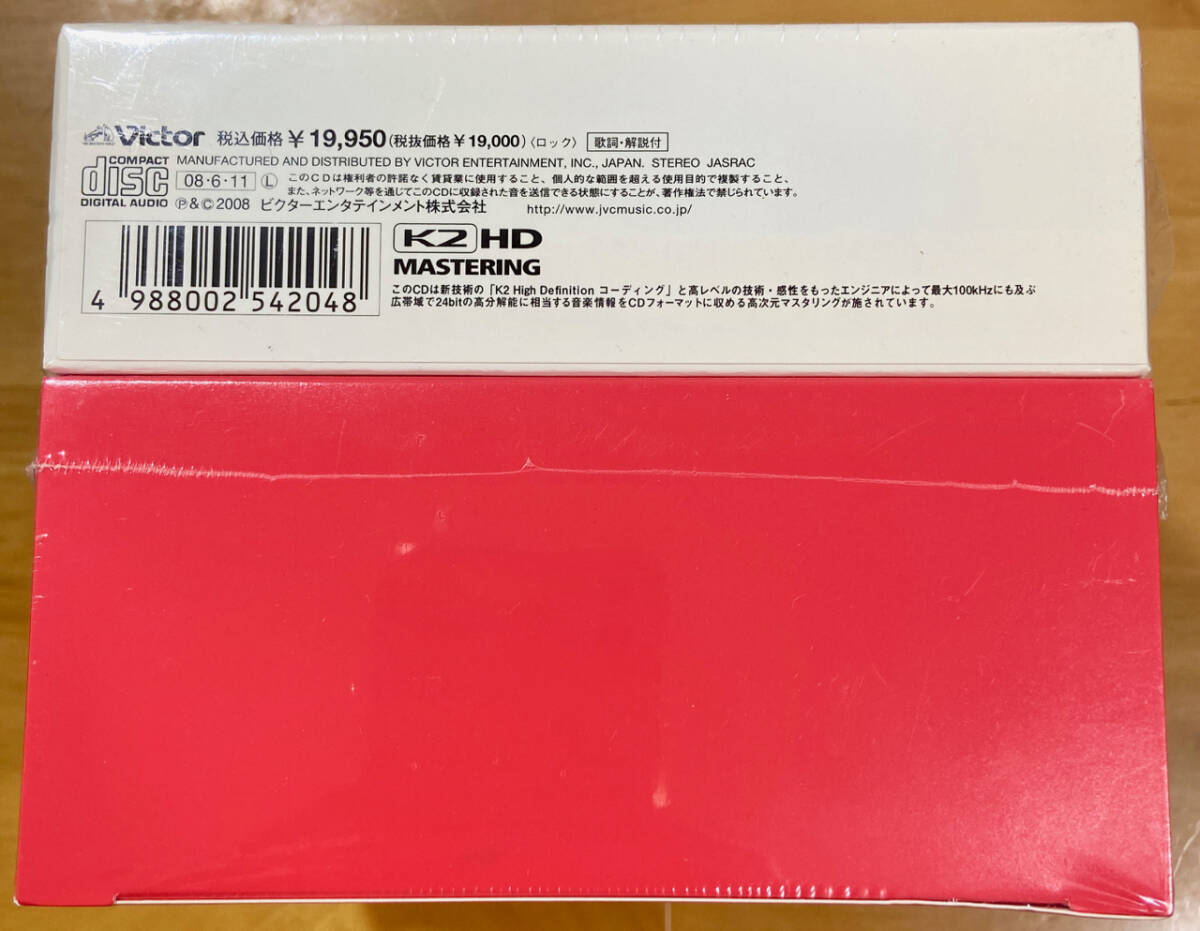 Victor 税込価格 ¥19,950(税抜価格¥19,000)〈ロック〉 歌詞・解説付
COMPACT disc DIGITAL AUDIO
MANUFACTURED AND DISTRIBUTED BY VICTOR ENTERTAINMENT, INC., JAPAN. STEREO JASRAC
08・6・11 Ⓛ このCDは権利者の許諾なく賃貸業に使用すること、個人的な範囲を超える使用目的で複製すること、
また、ネットワーク等を通じてこのCDに収録された音を送信できる状態にすることが、著作権法で禁じられています。
Ⓟ&©2008 ビクターエンタテインメント株式会社 http://www.jvcmusic.co.jp/
4 988002 542048
K2 HD
MASTERING
このCDは新技術の「K2 High Definition コーディング」と高レベルの技術・感性をもったエンジニアによって最大100kHzにも及ぶ
広帯域で24bitの高分解能に相当する音楽情報をCDフォーマットに収める高次元マスタリングが施されています。